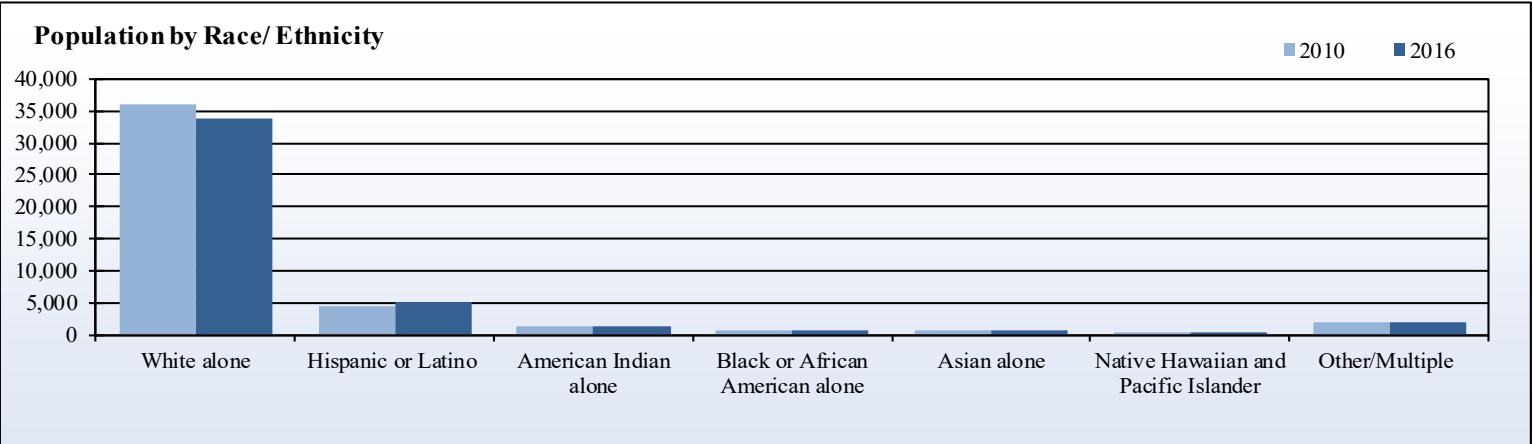 Population by Race/ Ethnicity
2010 2016
40,000
35,000
30,000
25,000
20,000
15,000
10,000
5,000
0
White alone
Hispanic or Latino
American Indian
alone
Black or African
American alone
Asian alone
Native Hawaiian and
Pacific Islander
Other/Multiple